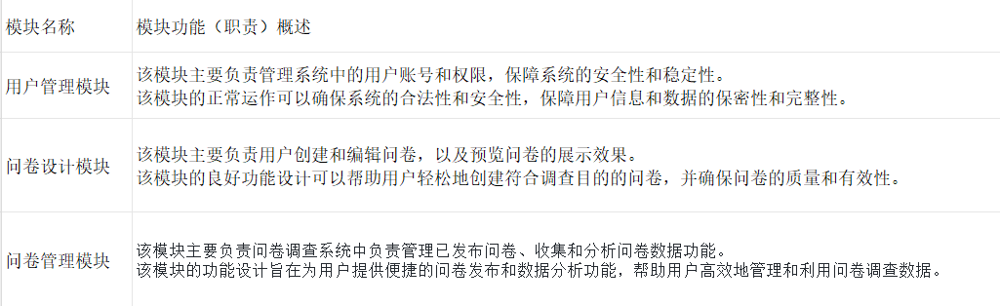 模块名称 模块功能（职责）概述
用户管理模块
该模块主要负责管理系统中的用户账号和权限，保障系统的安全性和稳定性。
该模块的正常运作可以确保系统的合法性和安全性，保障用户信息和数据的保密性和完整性。
问卷设计模块
该模块主要负责用户创建和编辑问卷，以及预览问卷的展示效果。
该模块的良好功能设计可以帮助用户轻松地创建符合调查目的的问卷，并确保问卷的质量和有效性。
问卷管理模块
该模块主要负责问卷调查系统中负责管理已发布问卷、收集和分析问卷数据功能。
该模块的功能设计旨在为用户提供便捷的问卷发布和数据分析功能，帮助用户高效地管理和利用问卷调查数据。